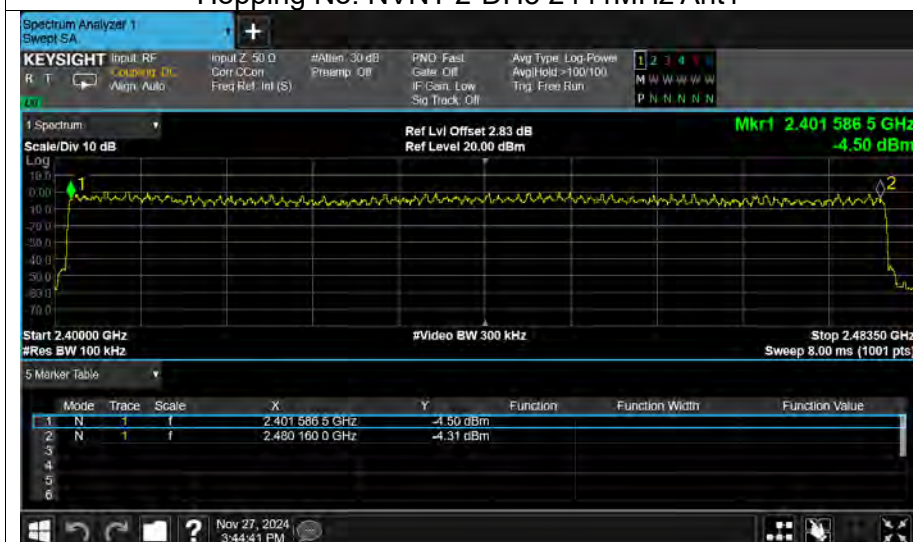 Hopping No. NVNT 2-DH5 2441MHz Ant1
Spectrum Analyzer 1
Swept SA
+
KEYSIGHT Input: RF
R T
Coupling: DC
Align: Auto
Input Z: 50 Ω
Corr CCorr
Freq Ref: Int (S)
#Atten: 30 dB
Preamp: Off
PNO: Fast
Gate: Off
IF Gain: Low
Sig Track: Off
Avg Type: Log-Power
Avg|Hold: >100/100
Trig: Free Run
1 2 3 4
M W W W W W
P N N N N N
1 Spectrum
Scale/Div 10 dB
Ref Lvl Offset 2.83 dB
Ref Level 20.00 dBm
Mkr1 2.401 586 5 GHz
-4.50 dBm
Log
10.0
0.00
-10.0
-20.0
-30.0
-40.0
-50.0
-60.0
-70.0
1
2
Start 2.40000 GHz
#Res BW 100 kHz
#Video BW 300 kHz
Stop 2.48350 GHz
Sweep 8.00 ms (1001 pts)
5 Marker Table
Mode Trace Scale X Y Function Function Width Function Value
1 N 1 f 2.401 586 5 GHz -4.50 dBm
2 N 1 f 2.480 160 0 GHz -4.31 dBm
3
4
5
6
?
Nov 27, 2024
3:44:41 PM